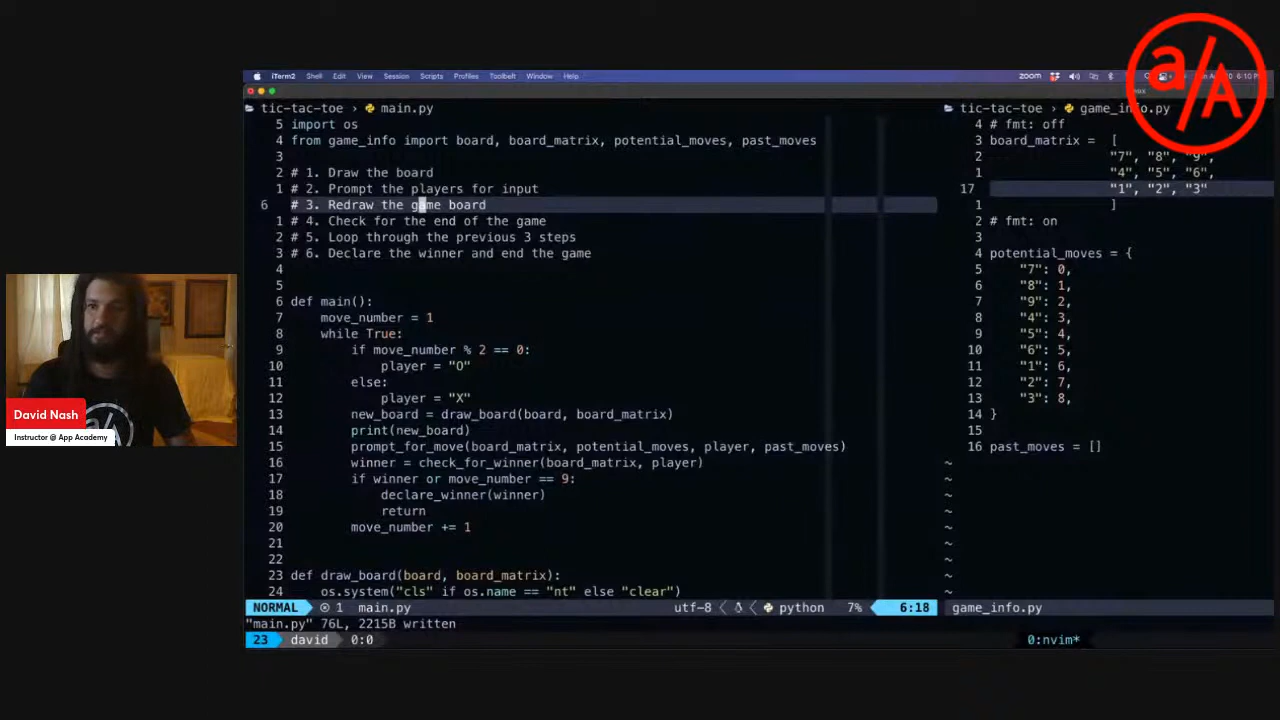 a/A
iTerm2 Shell Edit View Session Scripts Profiles Toolbelt Window Help
zoom 6:10
tic-tac-toe › main.py
5 import os
4 from game_info import board, board_matrix, potential_moves, past_moves
3
2 # 1. Draw the board
1 # 2. Prompt the players for input
6 # 3. Redraw the game board
1 # 4. Check for the end of the game
2 # 5. Loop through the previous 3 steps
3 # 6. Declare the winner and end the game
4
5
6 def main():
7 move_number = 1
8 while True:
9 if move_number % 2 == 0:
10 player = "O"
11 else:
12 player = "X"
13 new_board = draw_board(board, board_matrix)
14 print(new_board)
15 prompt_for_move(board_matrix, potential_moves, player, past_moves)
16 winner = check_for_winner(board_matrix, player)
17 if winner or move_number == 9:
18 declare_winner(winner)
19 return
20 move_number += 1
21
22
23 def draw_board(board, board_matrix):
24 os.system("cls" if os.name == "nt" else "clear")
NORMAL 1 main.py utf-8 python 7% 6:18
"main.py" 76L, 2215B written
23 david 0:0 0:nvim*
tic-tac-toe › game_info.py
4 # fmt: off
3 board_matrix = [
2 "7", "8", "9",
1 "4", "5", "6",
17 "1", "2", "3"
1 ]
2 # fmt: on
3
4 potential_moves = {
5 "7": 0,
6 "8": 1,
7 "9": 2,
8 "4": 3,
9 "5": 4,
10 "6": 5,
11 "1": 6,
12 "2": 7,
13 "3": 8,
14 }
15
16 past_moves = []
~
~
~
~
~
~
~
~
~
game_info.py
David Nash
Instructor @ App Academy